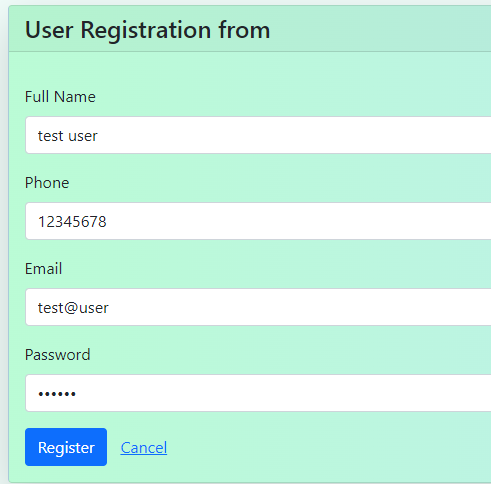 User Registration from
Full Name
test user
Phone
12345678
Email
test@user
Password
••••••
Register Cancel